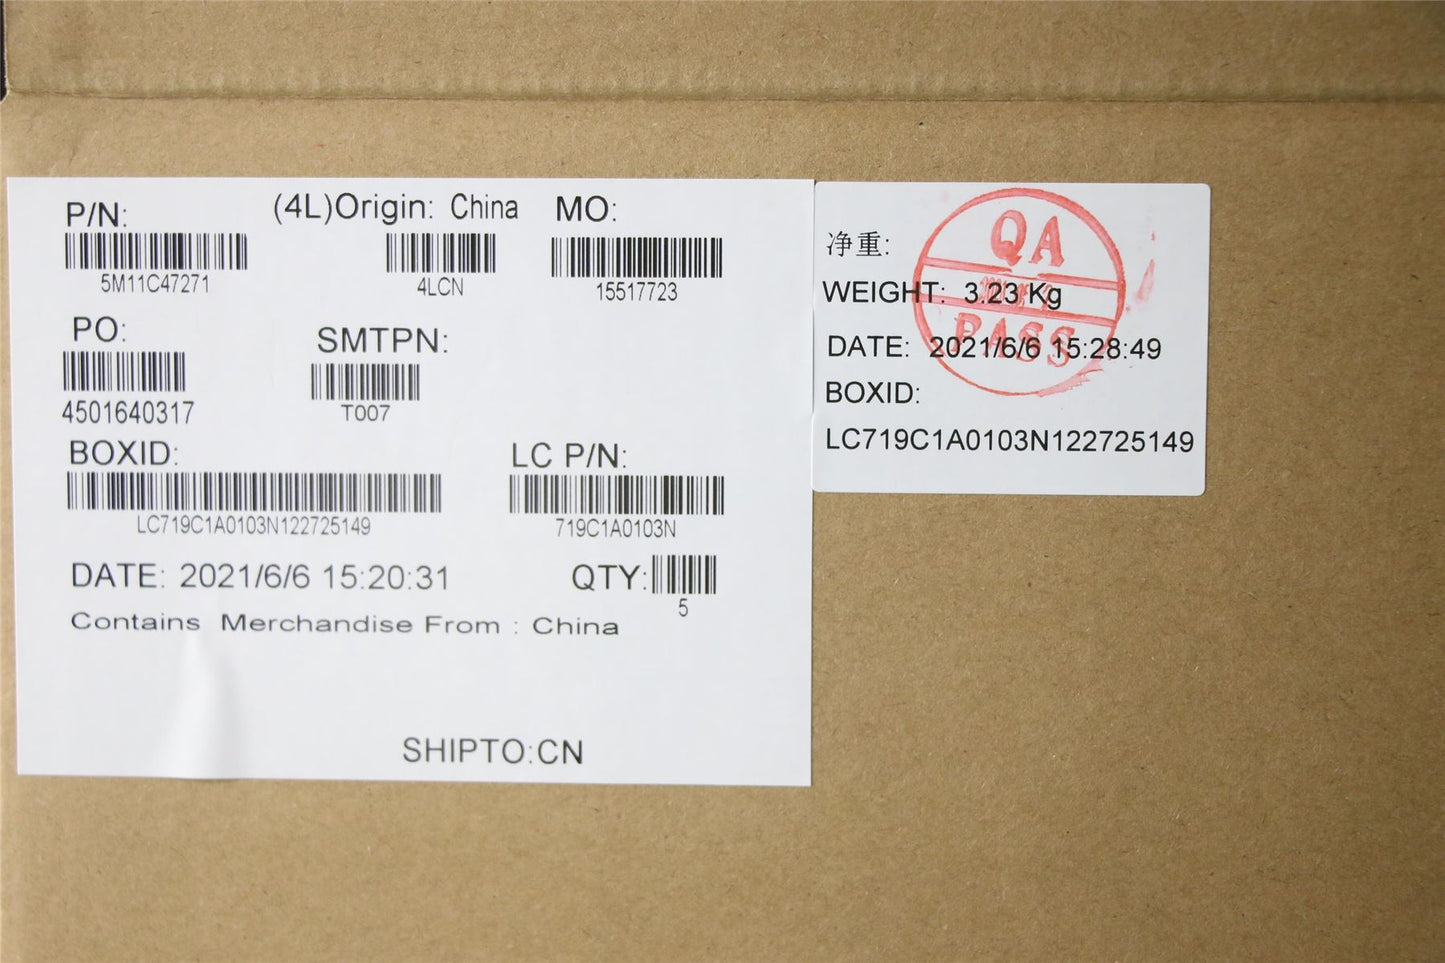 P/N:
5M11C47271
(4L)Origin: China
4LCN
MO:
15517723
PO:
4501640317
SMTPN:
T007
BOXID:
LC719C1A0103N122725149
LC P/N:
719C1A0103N
DATE: 2021/6/6 15:20:31
QTY:
5
Contains Merchandise From : China
SHIPTO:CN
净重:
WEIGHT: 3.23 Kg
DATE: 2021/6/6 15:28:49
BOXID:
LC719C1A0103N122725149
QA
PASS